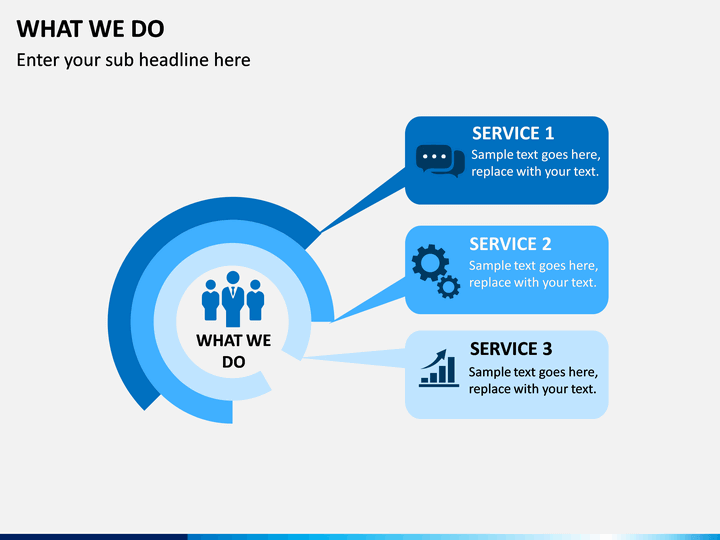 WHAT WE DO
Enter your sub headline here
SERVICE 1
Sample text goes here,
replace with your text.
SERVICE 2
Sample text goes here,
replace with your text.
WHAT WE
DO
SERVICE 3
Sample text goes here,
replace with your text.